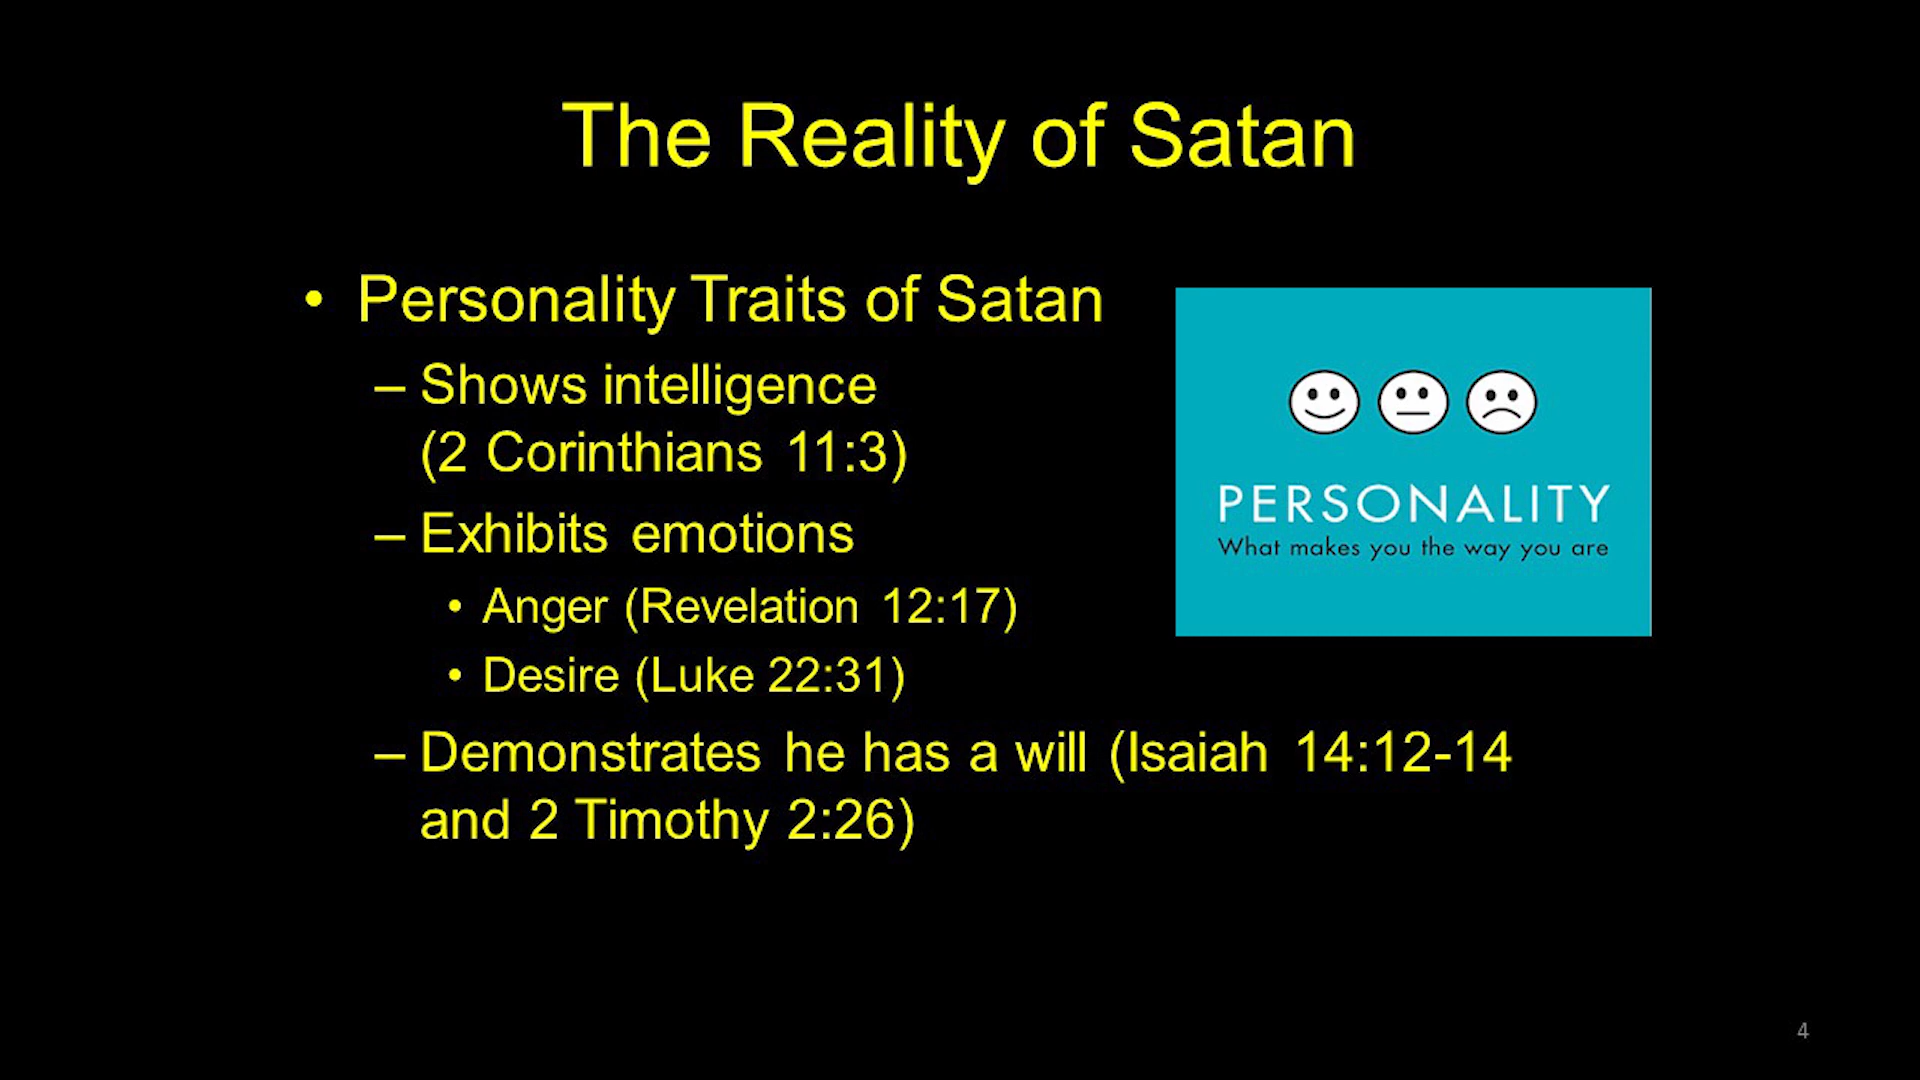 The Reality of Satan
• Personality Traits of Satan
– Shows intelligence
(2 Corinthians 11:3)
– Exhibits emotions
• Anger (Revelation 12:17)
• Desire (Luke 22:31)
– Demonstrates he has a will (Isaiah 14:12-14
and 2 Timothy 2:26)
PERSONALITY
What makes you the way you are
4